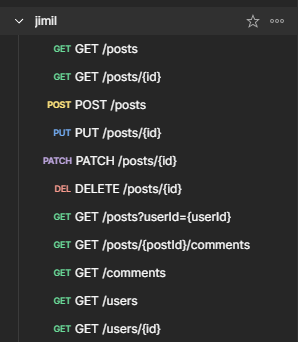 jimil
GET GET /posts
GET GET /posts/{id}
POST POST /posts
PUT PUT /posts/{id}
PATCH PATCH /posts/{id}
DEL DELETE /posts/{id}
GET GET /posts?userId={userId}
GET GET /posts/{postId}/comments
GET GET /comments
GET GET /users
GET GET /users/{id}